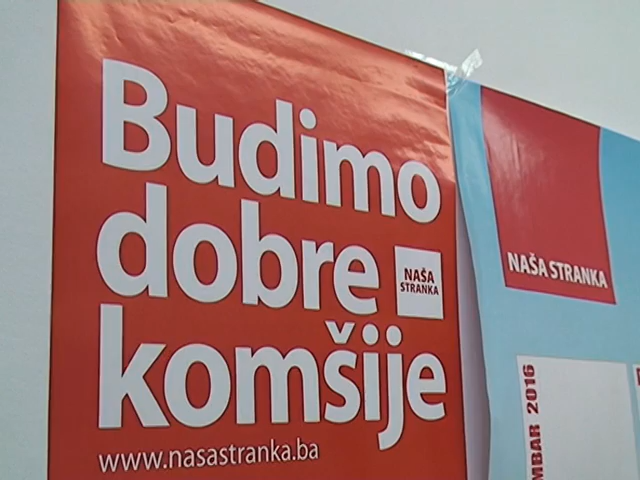 Budimo
dobre
NAŠA
STRANKA
komšije
www.nasastranka.ba
NAŠA STRANKA
MBAR 2016